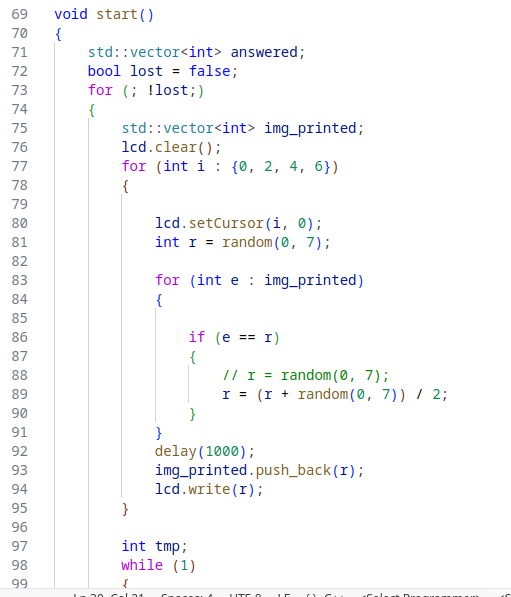 69 void start()
70 {
71 std::vector<int> answered;
72 bool lost = false;
73 for (; !lost;)
74 {
75 std::vector<int> img_printed;
76 lcd.clear();
77 for (int i : {0, 2, 4, 6})
78 {
79
80 lcd.setCursor(i, 0);
81 int r = random(0, 7);
82
83 for (int e : img_printed)
84 {
85
86 if (e == r)
87 {
88 // r = random(0, 7);
89 r = (r + random(0, 7)) / 2;
90 }
91 }
92 delay(1000);
93 img_printed.push_back(r);
94 lcd.write(r);
95 }
96
97 int tmp;
98 while (1)
99 {